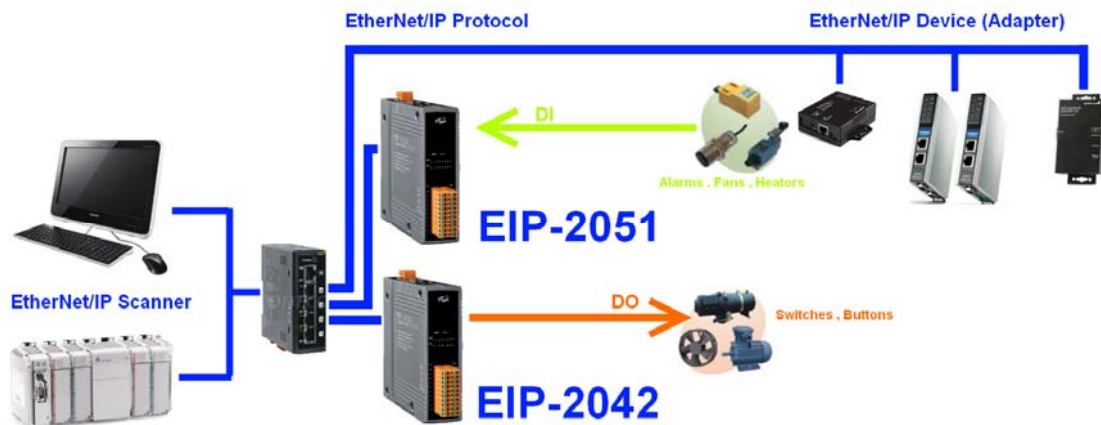 EtherNet/IP Protocol
EtherNet/IP Device (Adapter)
DI
Alarms , Fans , Heators
EIP-2051
EtherNet/IP Scanner
DO
Switches , Buttons
EIP-2042